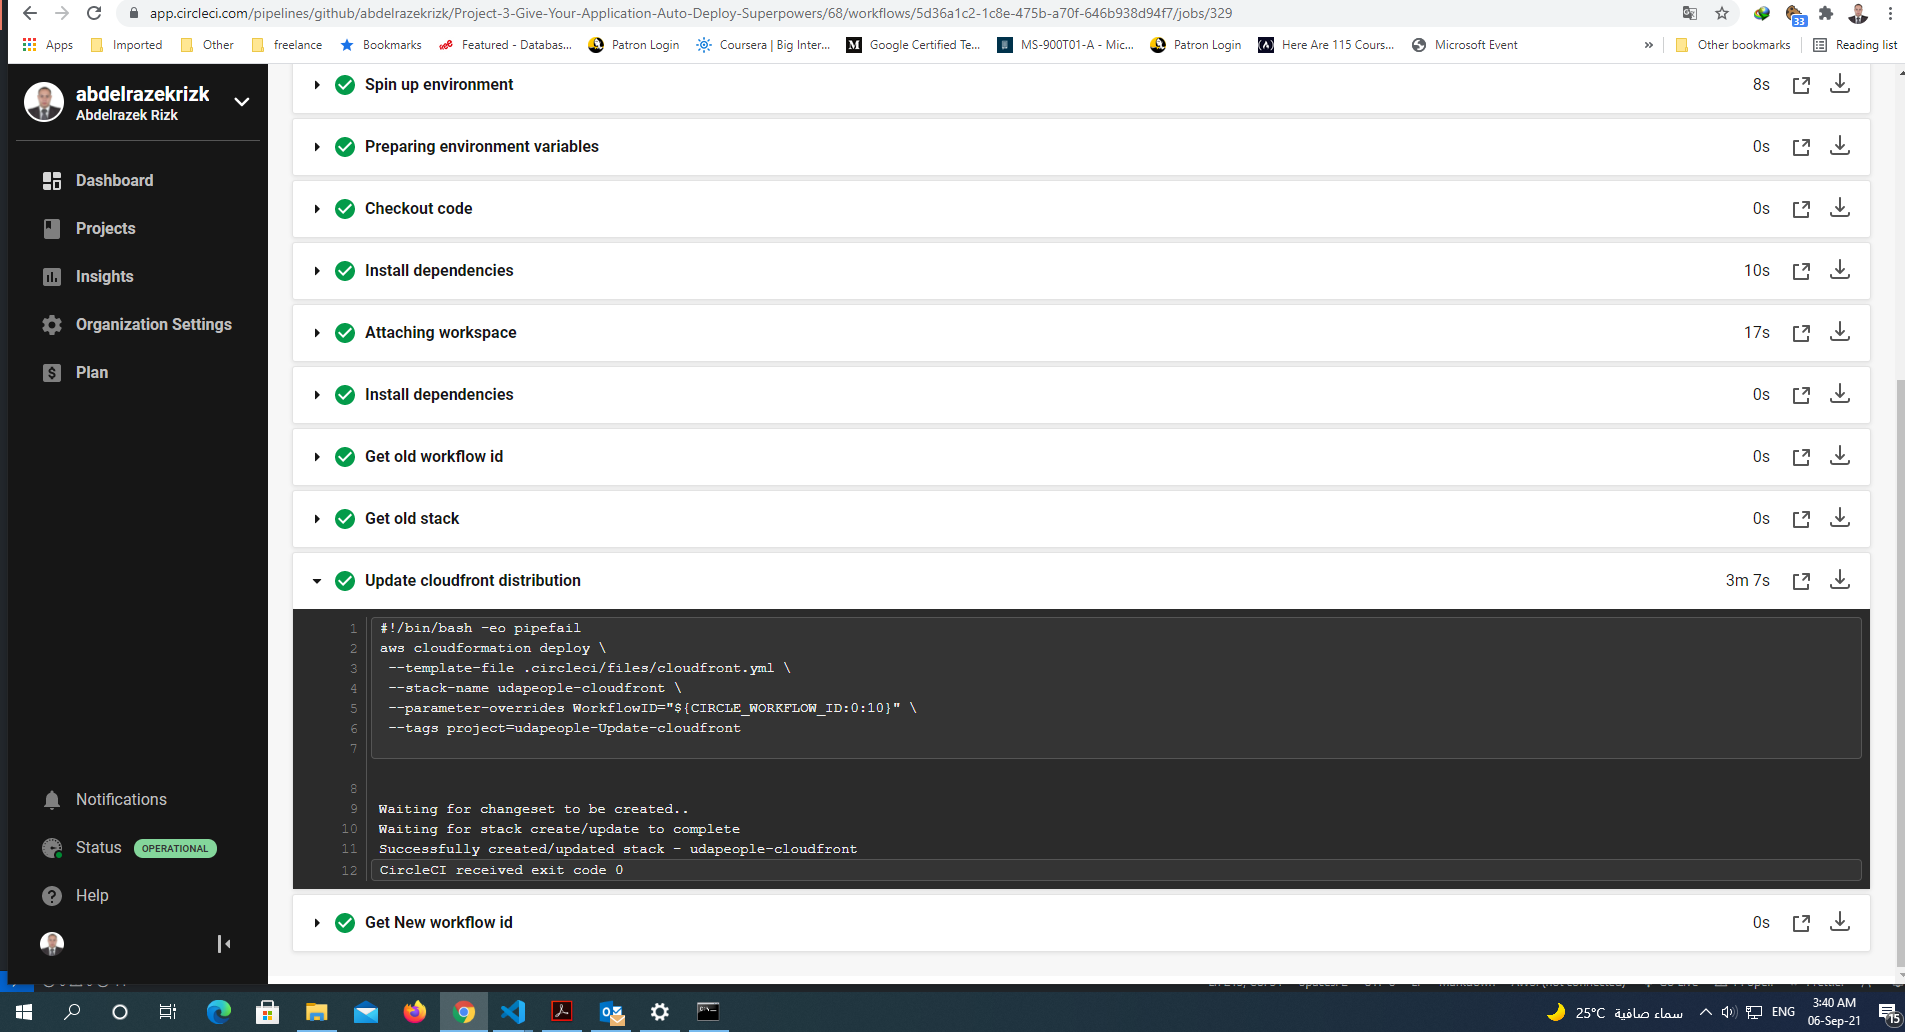 app.circleci.com/pipelines/github/abdelrazekrizk/Project-3-Give-Your-Application-Auto-Deploy-Superpowers/68/workflows/5d36a1c2-1c8e-475b-a70f-646b938d94f7/jobs/329
33
Apps Imported Other freelance Bookmarks Featured - Databas... Patron Login Coursera | Big Inter... Google Certified Te... MS-900T01-A - Mic... Patron Login Here Are 115 Cours... Microsoft Event » Other bookmarks Reading list
abdelrazekrizk
Abdelrazek Rizk
Dashboard
Projects
Insights
Organization Settings
Plan
Notifications
Status OPERATIONAL
Help
Spin up environment 8s
Preparing environment variables 0s
Checkout code 0s
Install dependencies 10s
Attaching workspace 17s
Install dependencies 0s
Get old workflow id 0s
Get old stack 0s
Update cloudfront distribution 3m 7s
1 #!/bin/bash -eo pipefail
2 aws cloudformation deploy \
3 --template-file .circleci/files/cloudfront.yml \
4 --stack-name udapeople-cloudfront \
5 --parameter-overrides WorkflowID="${CIRCLE_WORKFLOW_ID:0:10}" \
6 --tags project=udapeople-Update-cloudfront
7
8
9 Waiting for changeset to be created..
10 Waiting for stack create/update to complete
11 Successfully created/updated stack - udapeople-cloudfront
12 CircleCI received exit code 0
Get New workflow id 0s
25°C سماء صافية ENG 3:40 AM
06-Sep-21 15